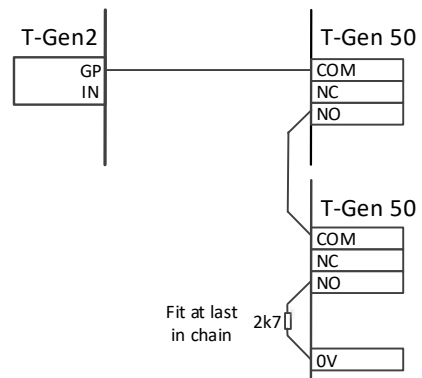 T-Gen2
GP
IN
T-Gen 50
COM
NC
NO
T-Gen 50
COM
NC
NO
Fit at last
in chain
2k7
0V